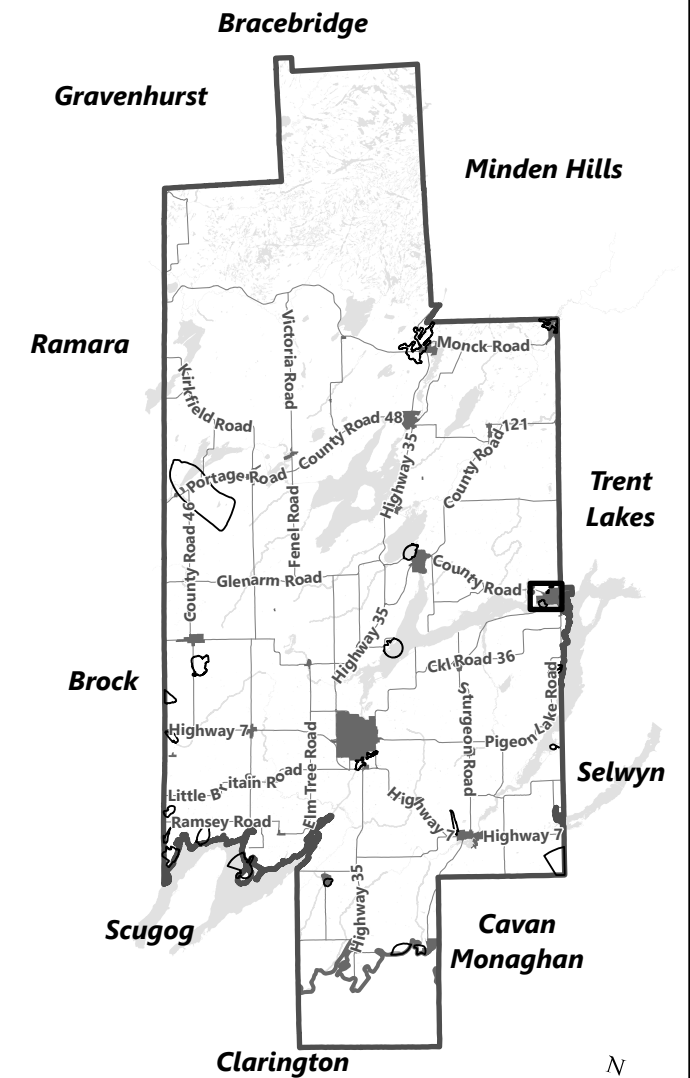 Bracebridge
Gravenhurst
Minden Hills
Ramara
Victoria Road
Monck Road
Kirkfield Road
County Road 48
121
County Road
Highway 35
Portage Road
Trent
Lakes
County Road 46
Fenel Road
Glenarm Road
County Road
Highway 35
Ckl Road 36
Brock
Sturgeon Road
Pigeon Lake Road
Highway 7
Elm Tree Road
Selwyn
Little Britain Road
Highway 7
Ramsey Road
Highway 7
Highway 35
Scugog
Cavan
Monaghan
Clarington
N